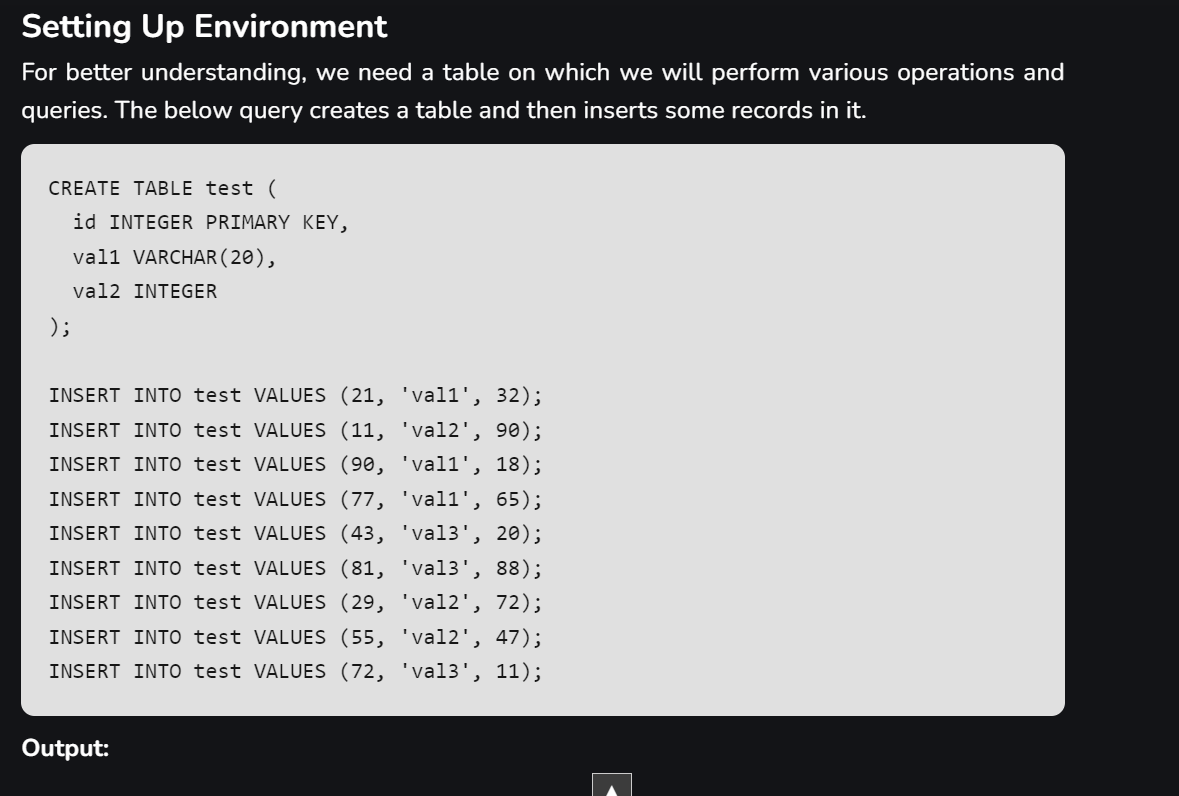 Setting Up Environment
For better understanding, we need a table on which we will perform various operations and
queries. The below query creates a table and then inserts some records in it.
CREATE TABLE test (
  id INTEGER PRIMARY KEY,
  val1 VARCHAR(20),
  val2 INTEGER
);
INSERT INTO test VALUES (21, 'val1', 32);
INSERT INTO test VALUES (11, 'val2', 90);
INSERT INTO test VALUES (90, 'val1', 18);
INSERT INTO test VALUES (77, 'val1', 65);
INSERT INTO test VALUES (43, 'val3', 20);
INSERT INTO test VALUES (81, 'val3', 88);
INSERT INTO test VALUES (29, 'val2', 72);
INSERT INTO test VALUES (55, 'val2', 47);
INSERT INTO test VALUES (72, 'val3', 11);
Output: